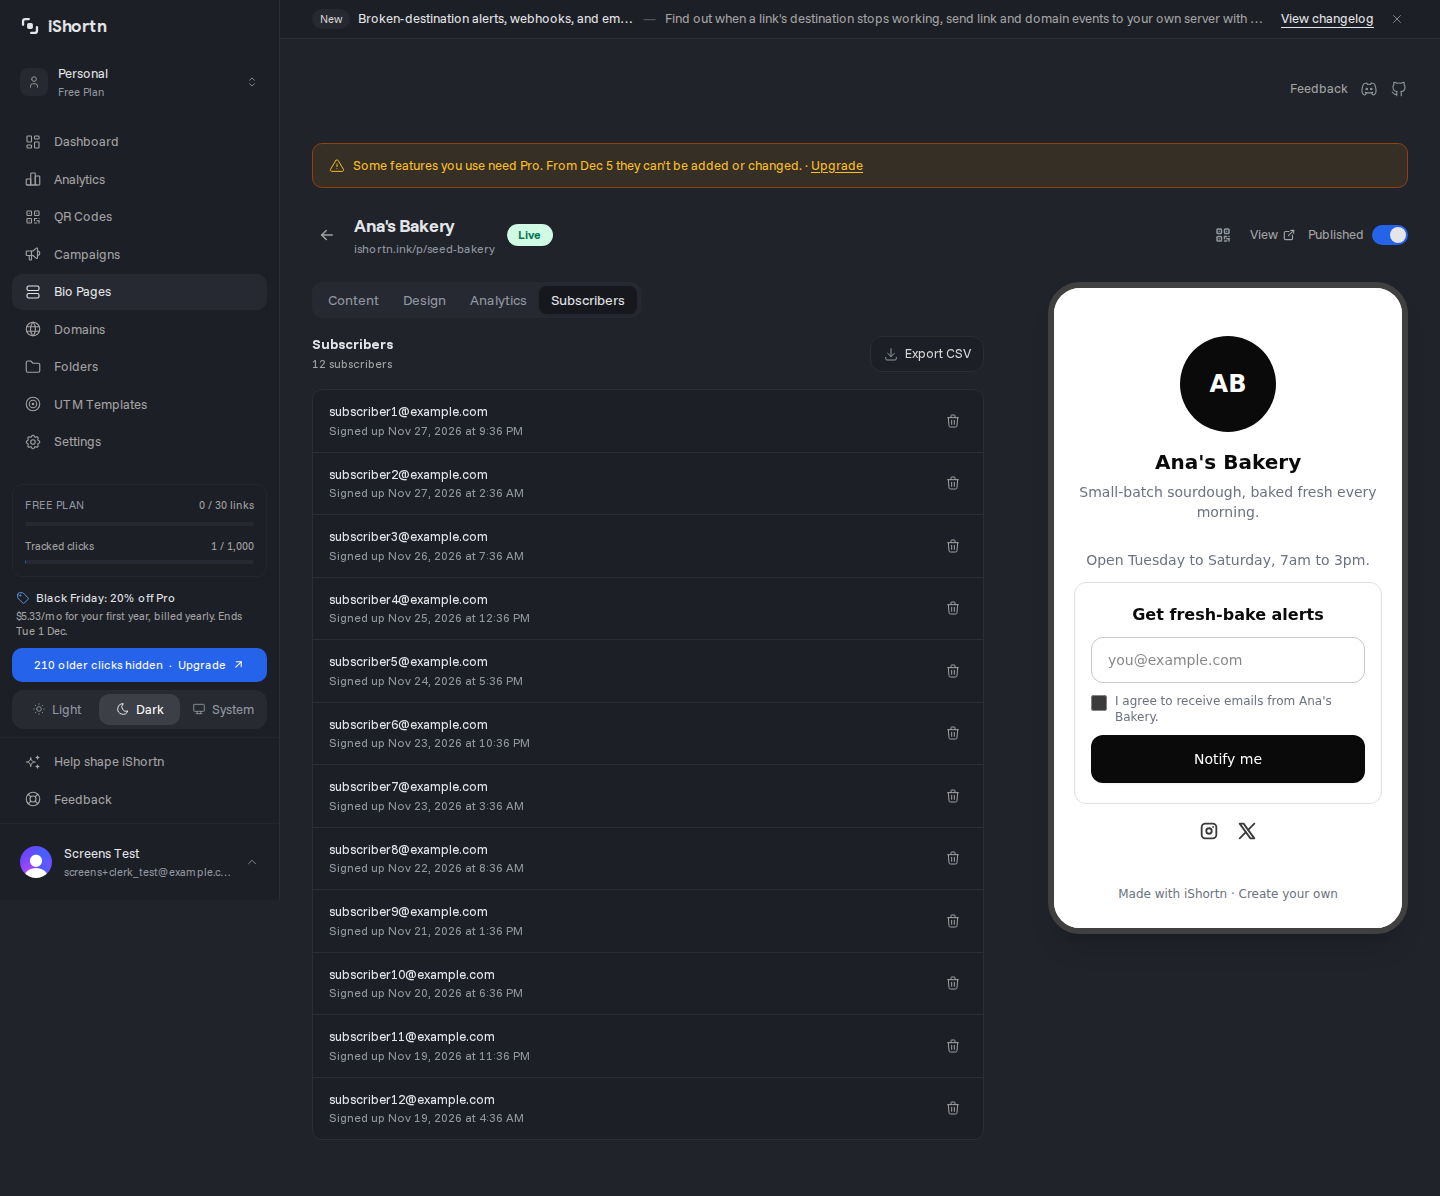 iShortn
Personal
Free Plan
Dashboard
Analytics
QR Codes
Campaigns
Bio Pages
Domains
Folders
UTM Templates
Settings
FREE PLAN 0 / 30 links
Tracked clicks 1 / 1,000
Black Friday: 20% off Pro
$5.33/mo for your first year, billed yearly. Ends
Tue 1 Dec.
210 older clicks hidden · Upgrade
Light Dark System
Help shape iShortn
Feedback
Screens Test
screens+clerk_test@example.c...
New Broken-destination alerts, webhooks, and em... — Find out when a link's destination stops working, send link and domain events to your own server with ... View changelog
Feedback
Some features you use need Pro. From Dec 5 they can't be added or changed. · Upgrade
Ana's Bakery
ishortn.ink/p/seed-bakery
Live
View Published
Content Design Analytics Subscribers
Subscribers
12 subscribers
Export CSV
subscriber1@example.com
Signed up Nov 27, 2026 at 9:36 PM
subscriber2@example.com
Signed up Nov 27, 2026 at 2:36 AM
subscriber3@example.com
Signed up Nov 26, 2026 at 7:36 AM
subscriber4@example.com
Signed up Nov 25, 2026 at 12:36 PM
subscriber5@example.com
Signed up Nov 24, 2026 at 5:36 PM
subscriber6@example.com
Signed up Nov 23, 2026 at 10:36 PM
subscriber7@example.com
Signed up Nov 23, 2026 at 3:36 AM
subscriber8@example.com
Signed up Nov 22, 2026 at 8:36 AM
subscriber9@example.com
Signed up Nov 21, 2026 at 1:36 PM
subscriber10@example.com
Signed up Nov 20, 2026 at 6:36 PM
subscriber11@example.com
Signed up Nov 19, 2026 at 11:36 PM
subscriber12@example.com
Signed up Nov 19, 2026 at 4:36 AM
AB
Ana's Bakery
Small-batch sourdough, baked fresh every
morning.
Open Tuesday to Saturday, 7am to 3pm.
Get fresh-bake alerts
you@example.com
I agree to receive emails from Ana's
Bakery.
Notify me
Made with iShortn · Create your own